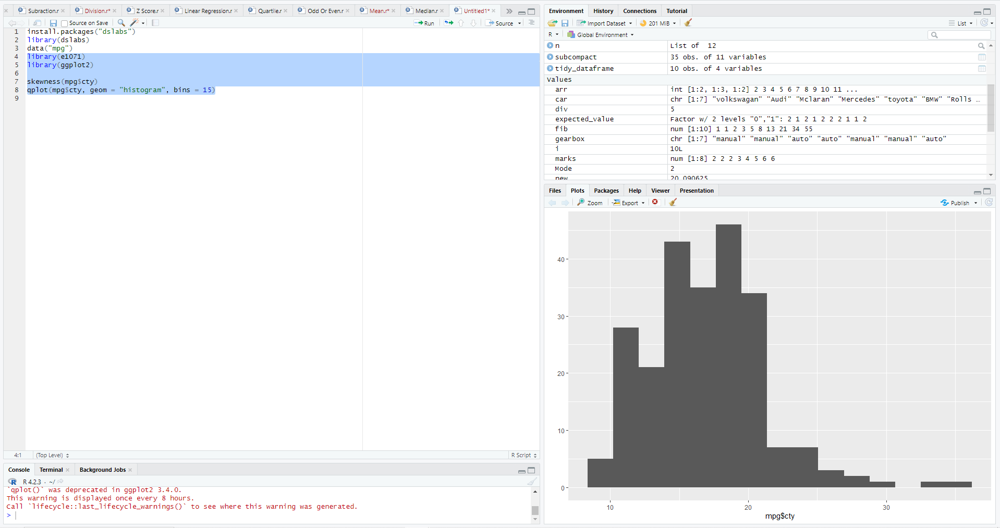 Subraction.r
Division.r*
Z Score.r
Linear Regression.r
Quartile.r
Odd Or Even.r
Mean.r*
Median.r
Untitled1*
Source on Save
Run
Source
1 install.packages("dslabs")
2 library(dslabs)
3 data("mpg")
4 library(e1071)
5 library(ggplot2)
6
7 skewness(mpg$cty)
8 qplot(mpg$cty, geom = "histogram", bins = 15)
9
4:1 (Top Level) R Script
Console Terminal Background Jobs
R 4.2.3 · ~/
`qplot()` was deprecated in ggplot2 3.4.0.
This warning is displayed once every 8 hours.
Call `lifecycle::last_lifecycle_warnings()` to see where this warning was generated.
>
Environment History Connections Tutorial
Import Dataset 201 MiB List
R Global Environment
n List of 12
subcompact 35 obs. of 11 variables
tidy_dataframe 10 obs. of 4 variables
Values
arr int [1:2, 1:3, 1:2] 2 3 4 5 6 7 8 9 10 11 ...
car chr [1:7] "volkswagan" "Audi" "Mclaran" "Mercedes" "toyota" "BMW" "Rolls …
div 5
expected_value Factor w/ 2 levels "0","1": 2 1 2 1 2 2 2 1 1 2
fib num [1:10] 1 1 2 3 5 8 13 21 34 55
gearbox chr [1:7] "manual" "manual" "auto" "auto" "manual" "manual" "auto"
i 10L
marks num [1:8] 2 2 2 3 4 5 6 6
Mode 2
new 20.090625
Files Plots Packages Help Viewer Presentation
Zoom Export Publish
40
30
20
10
0
10 20 30
mpg$cty